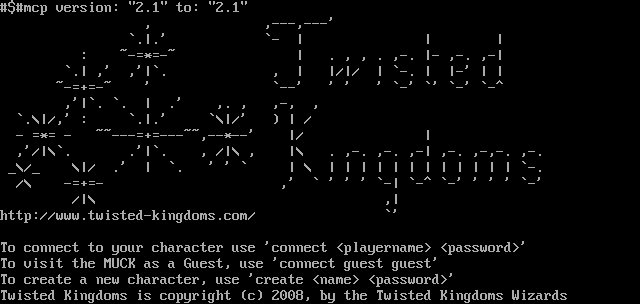 #$#mcp version: "2.1" to: "2.1"
Twisted
Kingdoms
http://www.twisted-kingdoms.com/
To connect to your character use 'connect <playername> <password>'
To visit the MUCK as a Guest, use 'connect guest guest'
To create a new character, use 'create <name> <password>'
Twisted Kingdoms is copyright (c) 2008, by the Twisted Kingdoms Wizards